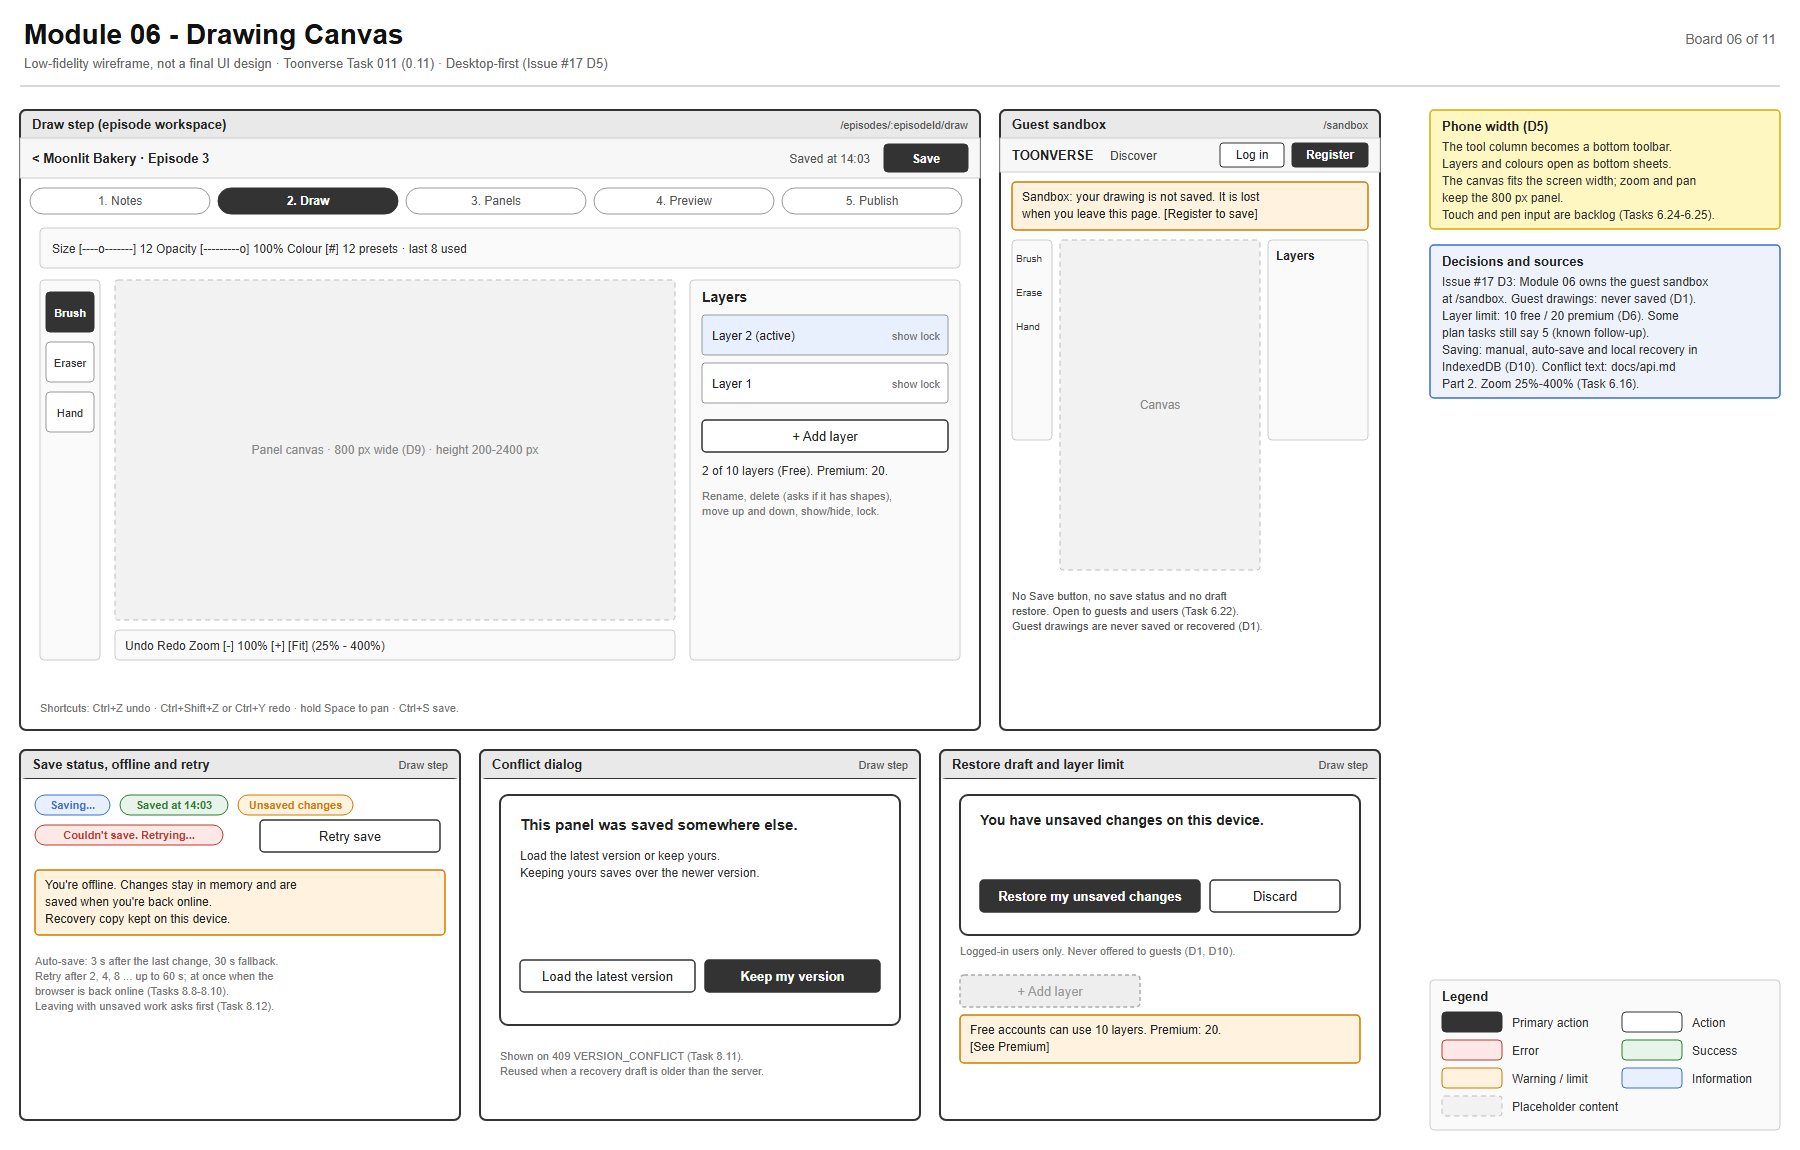 Module 06 - Drawing Canvas
Board 06 of 11
Low-fidelity wireframe, not a final UI design · Toonverse Task 011 (0.11) · Desktop-first (Issue #17 D5)
Draw step (episode workspace)
/episodes/:episodeId/draw
< Moonlit Bakery · Episode 3
Saved at 14:03
Save
1. Notes
2. Draw
3. Panels
4. Preview
5. Publish
Size [----o-------] 12 Opacity [---------o] 100% Colour [#] 12 presets · last 8 used
Brush
Eraser
Hand
Panel canvas · 800 px wide (D9) · height 200-2400 px
Layers
Layer 2 (active)
show lock
Layer 1
show lock
+ Add layer
2 of 10 layers (Free). Premium: 20.
Rename, delete (asks if it has shapes),
move up and down, show/hide, lock.
Undo Redo Zoom [-] 100% [+] [Fit] (25% - 400%)
Shortcuts: Ctrl+Z undo · Ctrl+Shift+Z or Ctrl+Y redo · hold Space to pan · Ctrl+S save.
Guest sandbox
/sandbox
TOONVERSE
Discover
Log in
Register
Sandbox: your drawing is not saved. It is lost
when you leave this page. [Register to save]
Brush
Erase
Hand
Canvas
Layers
No Save button, no save status and no draft
restore. Open to guests and users (Task 6.22).
Guest drawings are never saved or recovered (D1).
Phone width (D5)
The tool column becomes a bottom toolbar.
Layers and colours open as bottom sheets.
The canvas fits the screen width; zoom and pan
keep the 800 px panel.
Touch and pen input are backlog (Tasks 6.24-6.25).
Decisions and sources
Issue #17 D3: Module 06 owns the guest sandbox
at /sandbox. Guest drawings: never saved (D1).
Layer limit: 10 free / 20 premium (D6). Some
plan tasks still say 5 (known follow-up).
Saving: manual, auto-save and local recovery in
IndexedDB (D10). Conflict text: docs/api.md
Part 2. Zoom 25%-400% (Task 6.16).
Save status, offline and retry
Draw step
Saving...
Saved at 14:03
Unsaved changes
Couldn't save. Retrying...
Retry save
You're offline. Changes stay in memory and are
saved when you're back online.
Recovery copy kept on this device.
Auto-save: 3 s after the last change, 30 s fallback.
Retry after 2, 4, 8 ... up to 60 s; at once when the
browser is back online (Tasks 8.8-8.10).
Leaving with unsaved work asks first (Task 8.12).
Conflict dialog
Draw step
This panel was saved somewhere else.
Load the latest version or keep yours.
Keeping yours saves over the newer version.
Load the latest version
Keep my version
Shown on 409 VERSION_CONFLICT (Task 8.11).
Reused when a recovery draft is older than the server.
Restore draft and layer limit
Draw step
You have unsaved changes on this device.
Restore my unsaved changes
Discard
Logged-in users only. Never offered to guests (D1, D10).
+ Add layer
Free accounts can use 10 layers. Premium: 20.
[See Premium]
Legend
Primary action
Action
Error
Success
Warning / limit
Information
Placeholder content